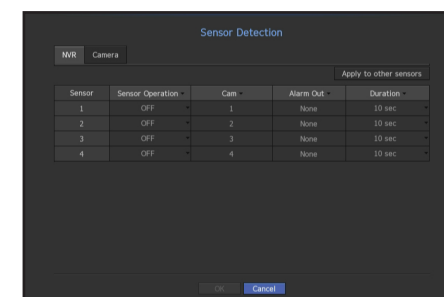 Sensor Detection
NVR Camera
Apply to other sensors
Sensor Sensor Operation Cam Alarm Out Duration
1 OFF 1 None 10 sec
2 OFF 2 None 10 sec
3 OFF 3 None 10 sec
4 OFF 4 None 10 sec
OK Cancel